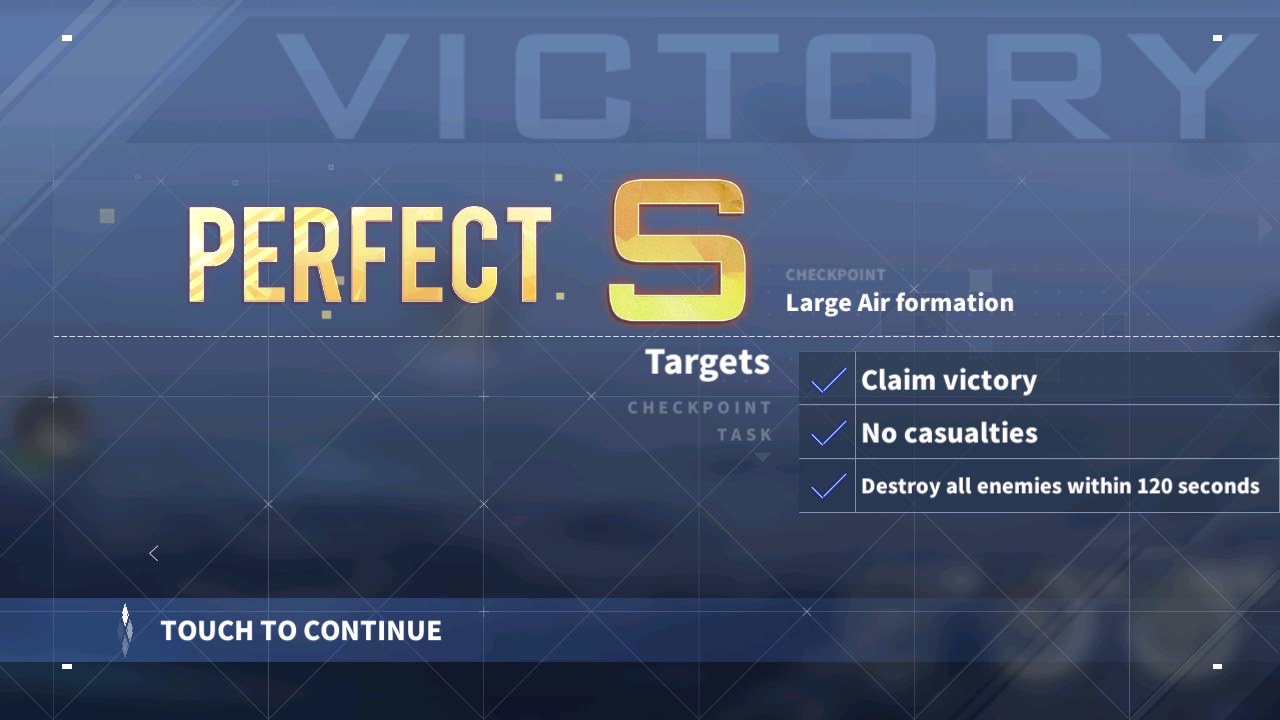 VICTORY
PERFECT S
CHECKPOINT
Large Air formation
Targets
CHECKPOINT
TASK
Claim victory
No casualties
Destroy all enemies within 120 seconds
TOUCH TO CONTINUE